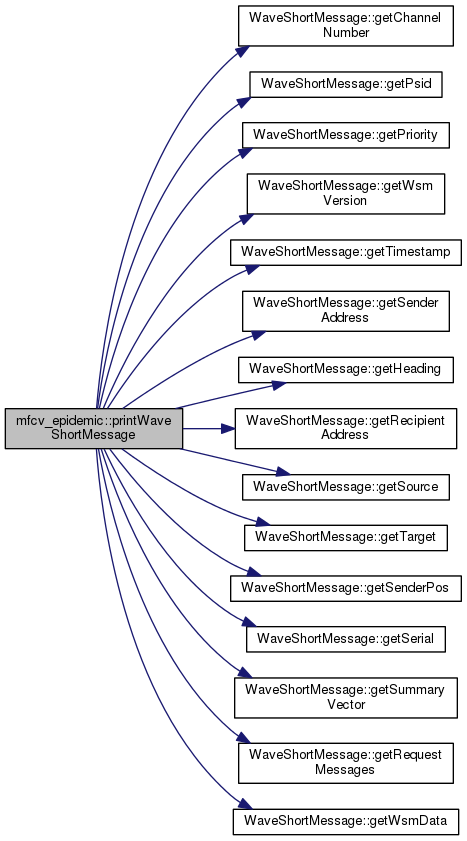 WaveShortMessage::getChannel
Number
WaveShortMessage::getPsid
WaveShortMessage::getPriority
WaveShortMessage::getWsm
Version
WaveShortMessage::getTimestamp
WaveShortMessage::getSender
Address
WaveShortMessage::getHeading
mfcv_epidemic::printWave
ShortMessage
WaveShortMessage::getRecipient
Address
WaveShortMessage::getSource
WaveShortMessage::getTarget
WaveShortMessage::getSenderPos
WaveShortMessage::getSerial
WaveShortMessage::getSummary
Vector
WaveShortMessage::getRequest
Messages
WaveShortMessage::getWsmData